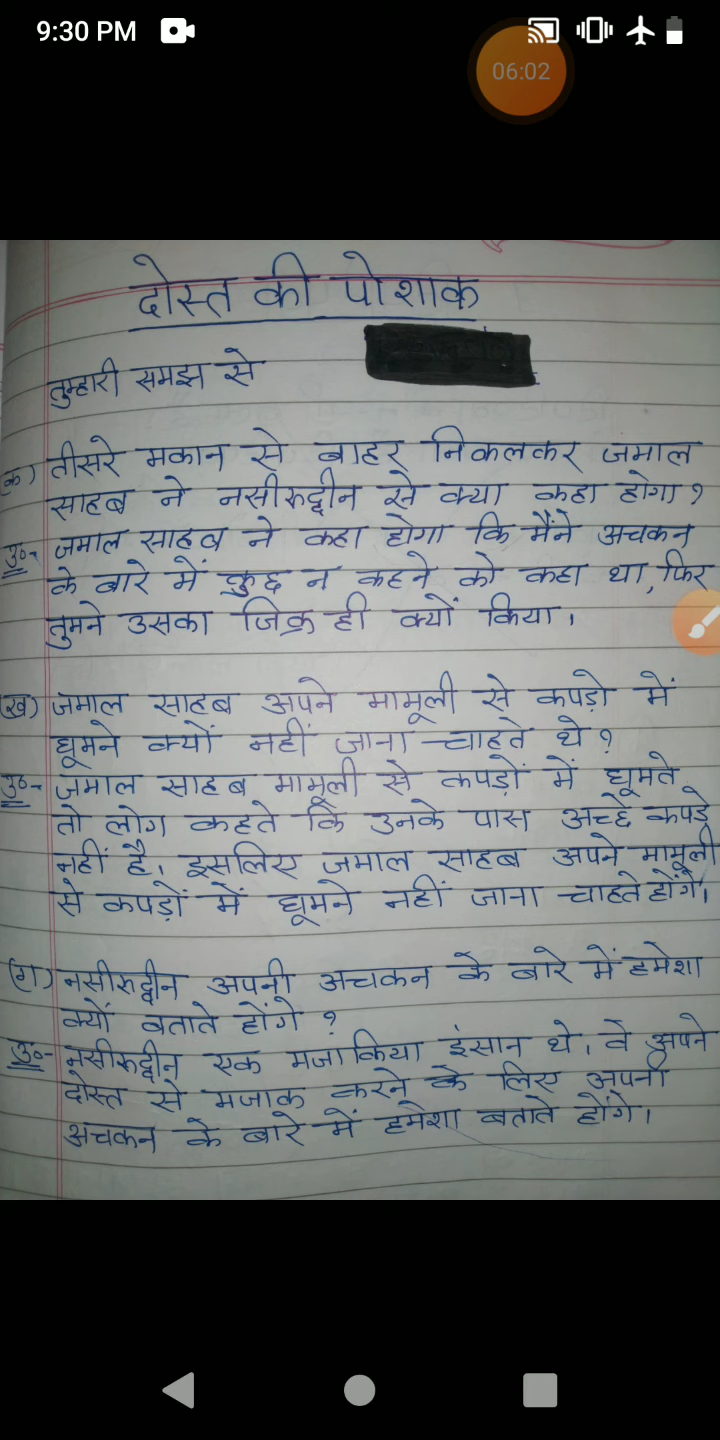 9:30 PM
06:02
दोस्त की पोशाक
तुम्हारी समझ से
(क) तीसरे मकान से बाहर निकलकर जमाल
साहब ने नसीरुद्दीन से क्या कहा होगा?
उ०- जमाल साहब ने कहा होगा कि मैंने अचकन
के बारे में कुछ न कहने को कहा था, फिर
तुमने उसका जिक्र ही क्यों किया।
(ख) जमाल साहब अपने मामूली से कपड़ो में
घूमने क्यों नहीं जाना चाहते थे?
उ०- जमाल साहब मामूली से कपड़ों में घूमते
तो लोग कहते कि उनके पास अच्छे कपड़े
नहीं है। इसलिए जमाल साहब अपने मामूली
से कपड़ों में घूमने नहीं जाना चाहते होंगे।
(ग) नसीरुद्दीन अपनी अचकन के बारे में हमेशा
क्यों बताते होंगे?
उ०- नसीरुद्दीन एक मजाकिया इंसान थे। वे अपने
दोस्त से मजाक करने के लिए अपनी
अचकन के बारे में हमेशा बताते होंगे।